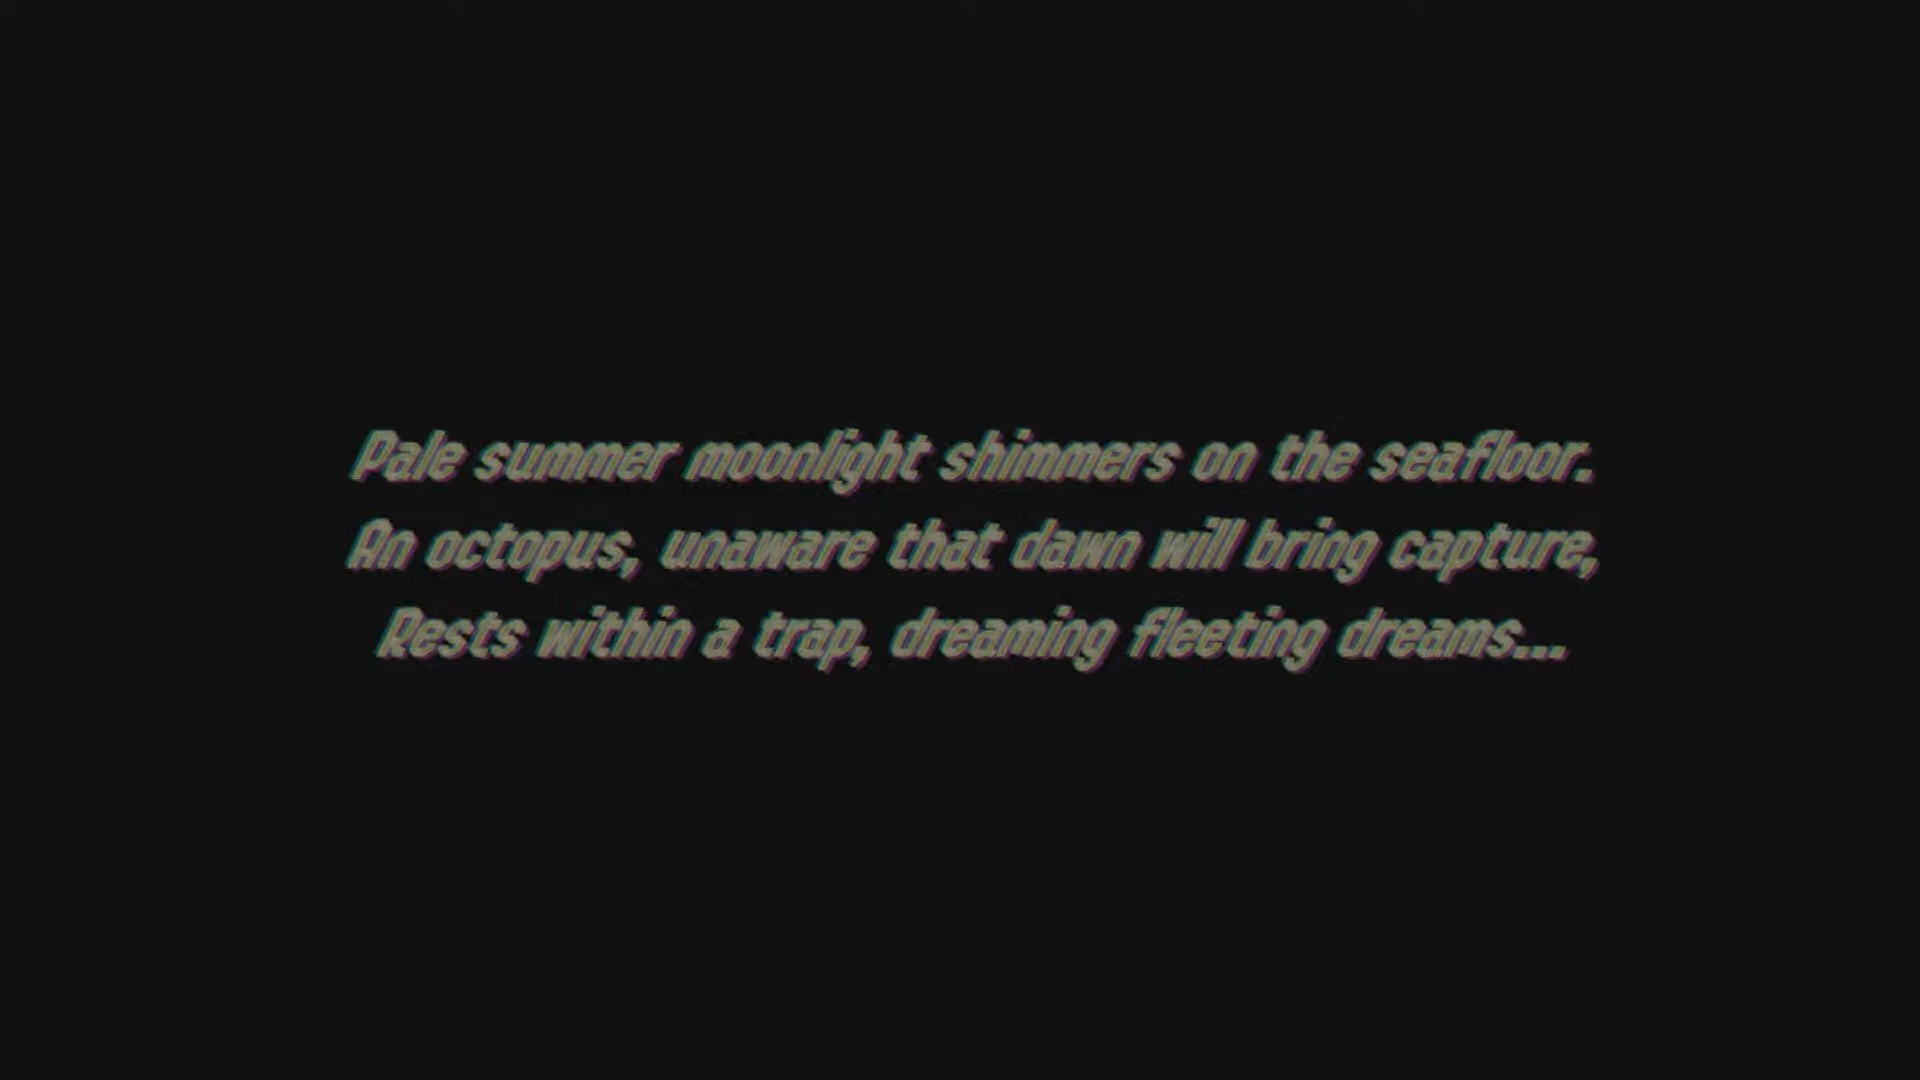 Pale summer moonlight shimmers on the seafloor.
An octopus, unaware that dawn will bring capture,
Rests within a trap, dreaming fleeting dreams...